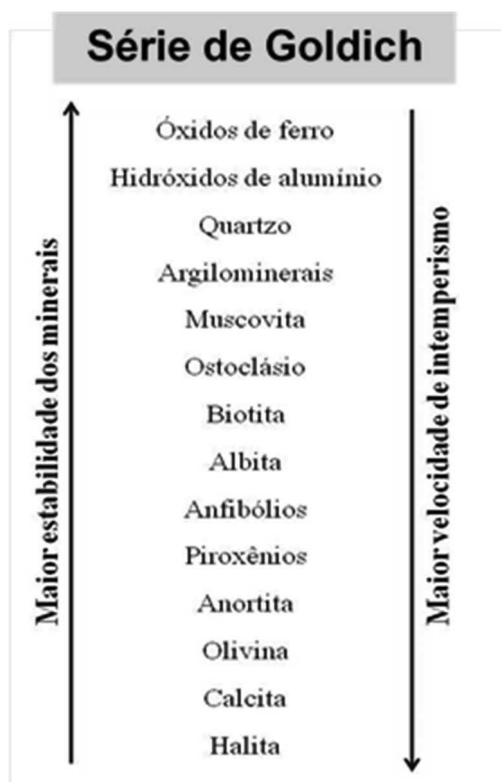 Série de Goldich
Óxidos de ferro
Hidróxidos de alumínio
Quartzo
Argilominerais
Muscovita
Ostoclásio
Biotita
Albita
Anfibólios
Piroxênios
Anortita
Olivina
Calcita
Halita
Maior estabilidade dos minerais
Maior velocidade de intemperismo